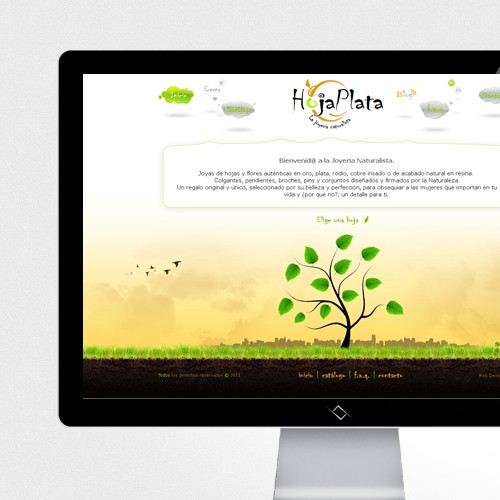 Inicio
Blog
HojaPlata
La Joyería naturalista
Bienvenid@ a la Joyería Naturalista.
Joyas de hojas y flores auténticas en oro, plata, rodio, cobre irisado o de acabado natural en resina.
Colgantes, pendientes, broches, pins y conjuntos diseñados y firmados por la Naturaleza.
Un regalo original y único, seleccionado por su belleza y perfección, para obsequiar a las mujeres que importan en tu
vida y ¿por qué no?, un detalle para ti.
Elige una hoja
Todos los derechos reservados © 2012
inicio | catálogo | f.a.q. | contacto